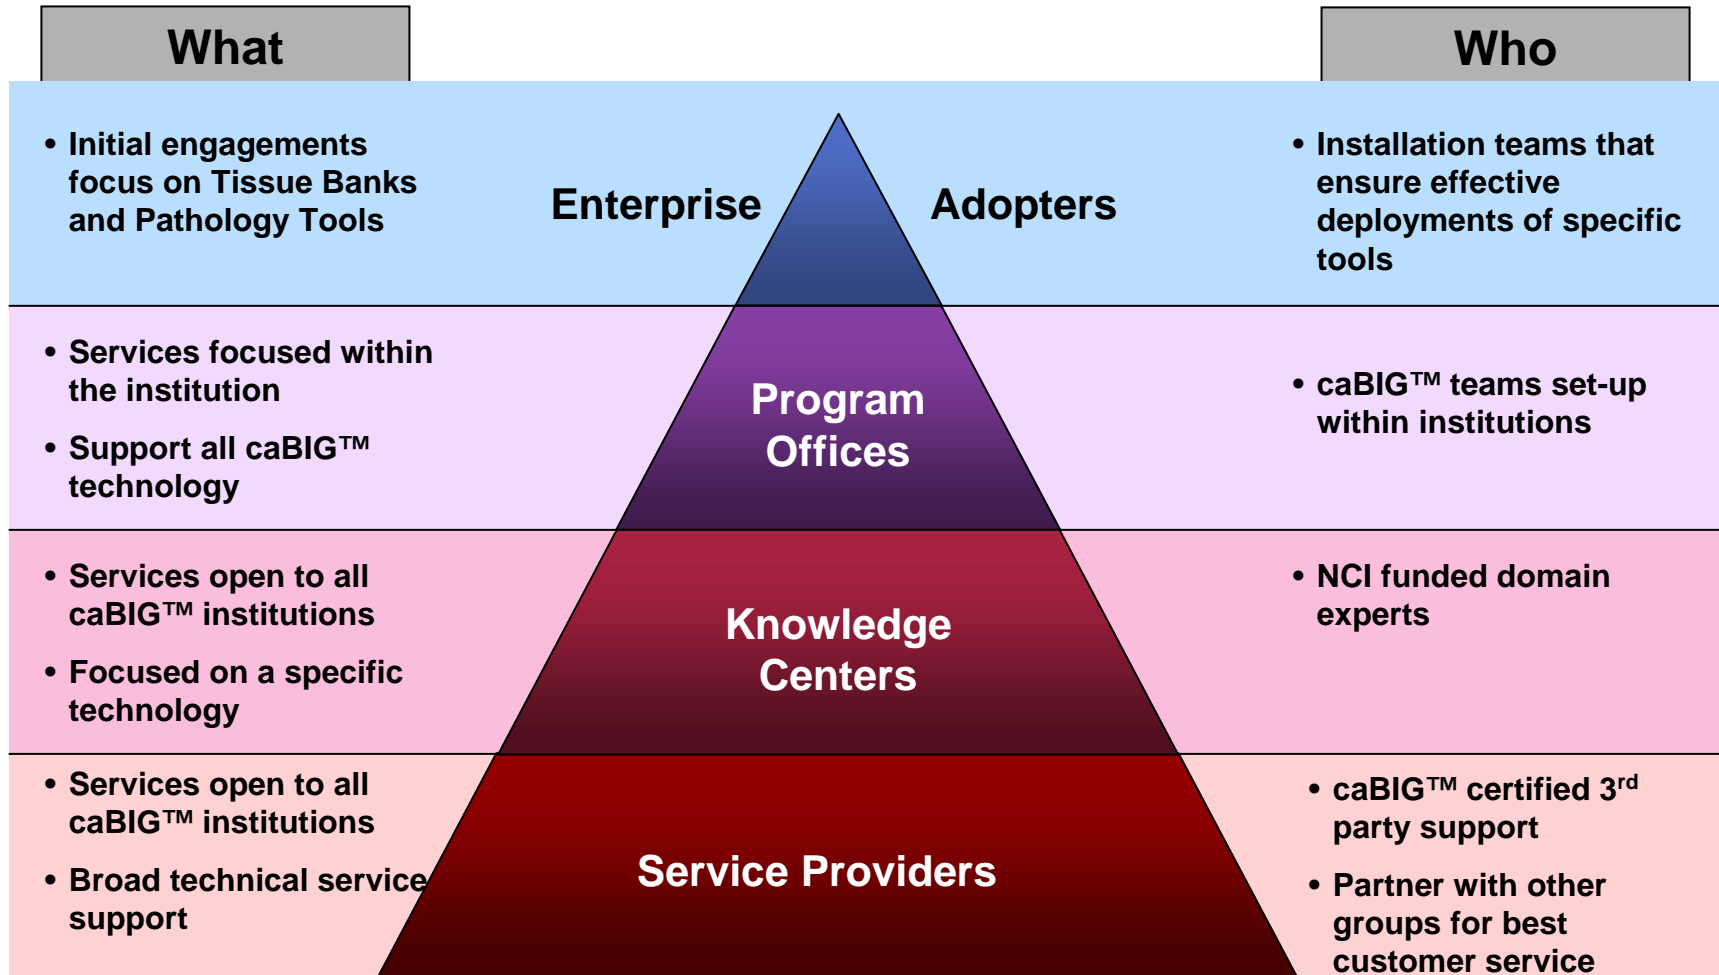 What
Who
• Initial engagements
focus on Tissue Banks
and Pathology Tools
Enterprise
Adopters
• Installation teams that
ensure effective
deployments of specific
tools
• Services focused within
the institution
• Support all caBIG™
technology
Program
Offices
• caBIG™ teams set-up
within institutions
• Services open to all
caBIG™ institutions
• Focused on a specific
technology
Knowledge
Centers
• NCI funded domain
experts
• Services open to all
caBIG™ institutions
• Broad technical service
support
Service Providers
• caBIG™ certified 3rd
party support
• Partner with other
groups for best
customer service